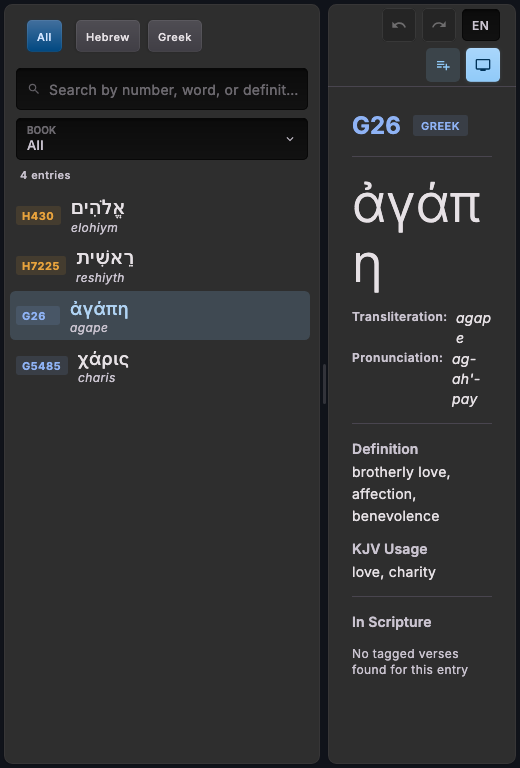 All
Hebrew
Greek
Search by number, word, or definit...
BOOK
All
4 entries
H430
אֱלֹהִים
elohiym
H7225
רֵאשִׁית
reshiyth
G26
ἀγάπη
agape
G5485
χάρις
charis
EN
G26
GREEK
ἀγάπ
η
Transliteration: agap
e
Pronunciation: ag-
ah'-
pay
Definition
brotherly love,
affection,
benevolence
KJV Usage
love, charity
In Scripture
No tagged verses
found for this entry